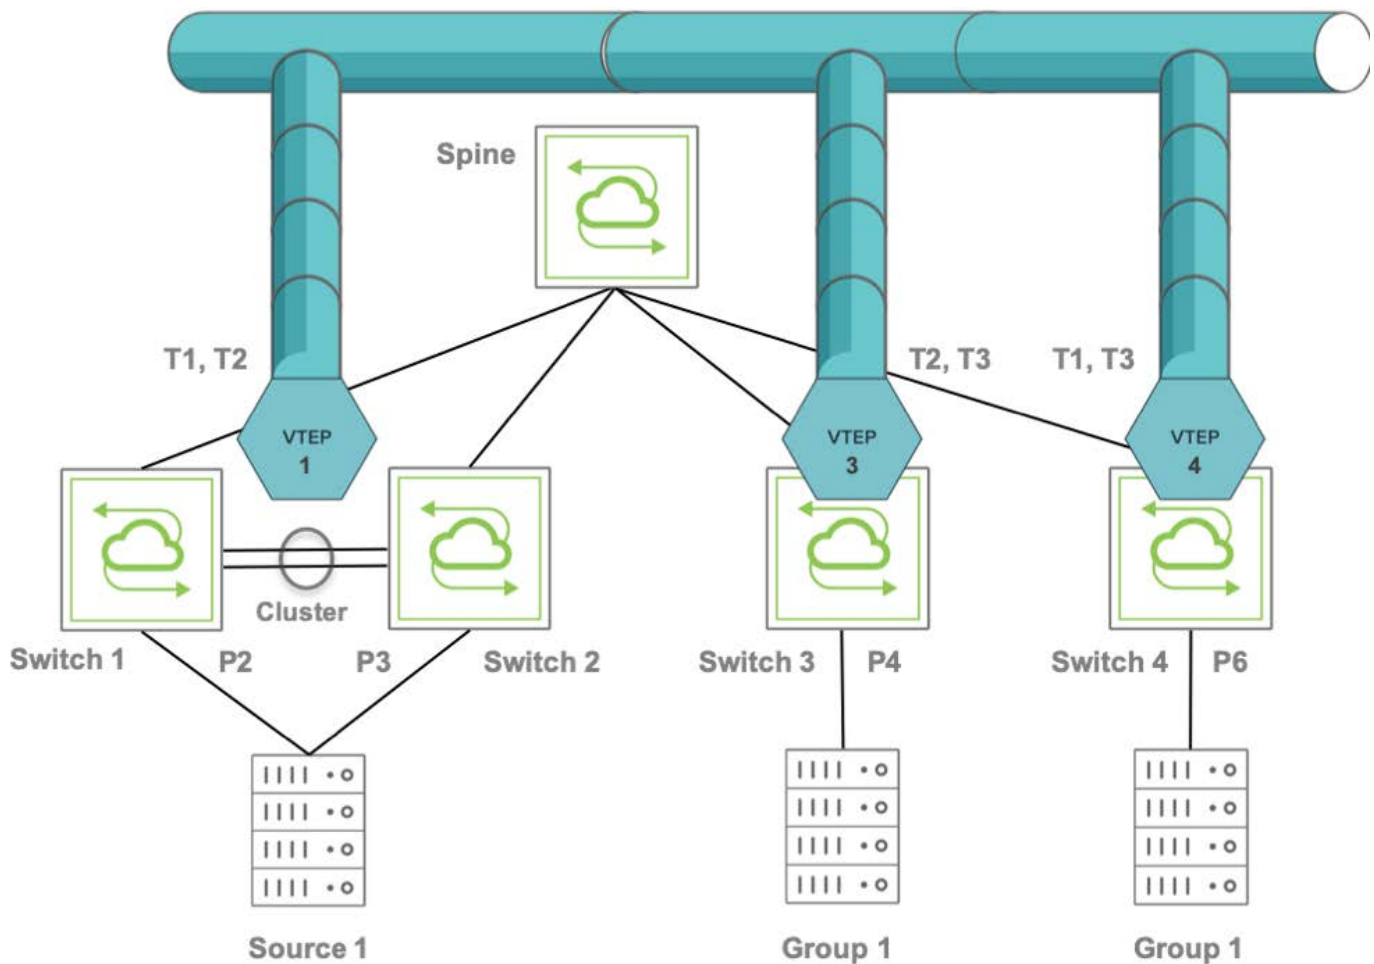 Spine
T1, T2
T2, T3
T1, T3
VTEP
1
VTEP
3
VTEP
4
Cluster
Switch 1
P2
P3
Switch 2
Switch 3
P4
Switch 4
P6
Source 1
Group 1
Group 1